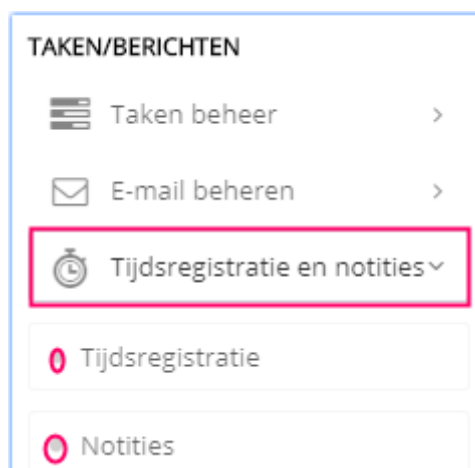 TAKEN/BERICHTEN
Taken beheer
E-mail beheren
Tijdsregistratie en notities
Tijdsregistratie
Notities